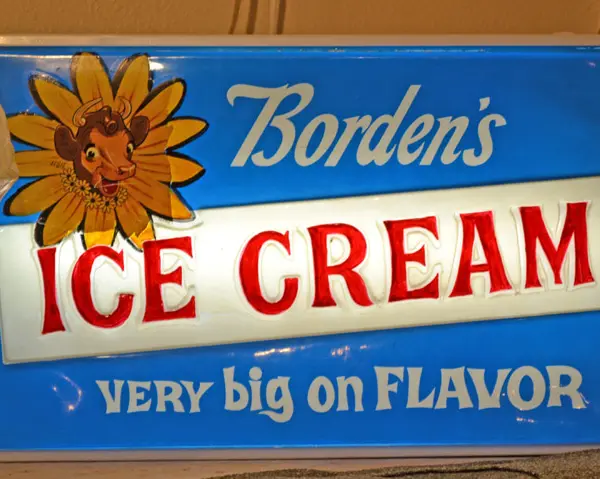 Borden's
ICE CREAM
VERY big on FLAVOR